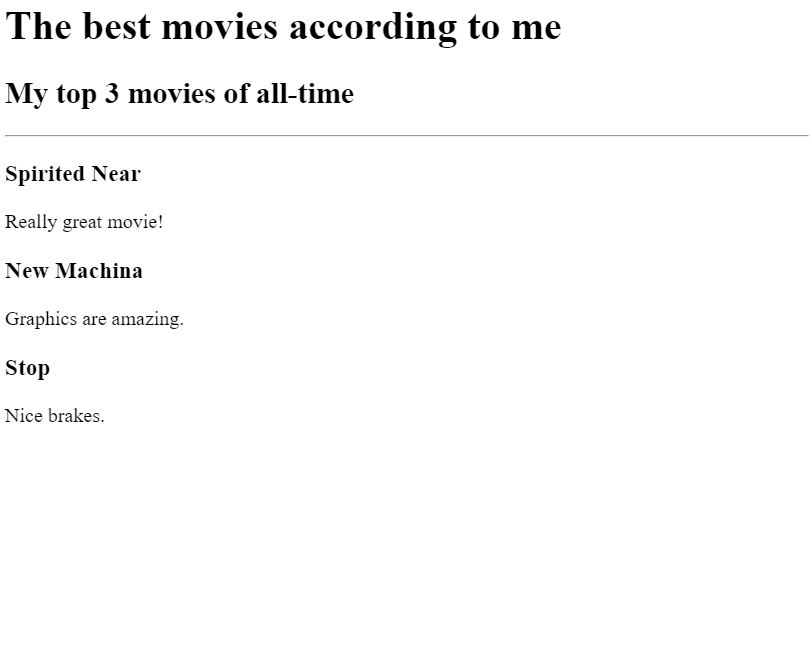 The best movies according to me
My top 3 movies of all-time
Spirited Near
Really great movie!
New Machina
Graphics are amazing.
Stop
Nice brakes.